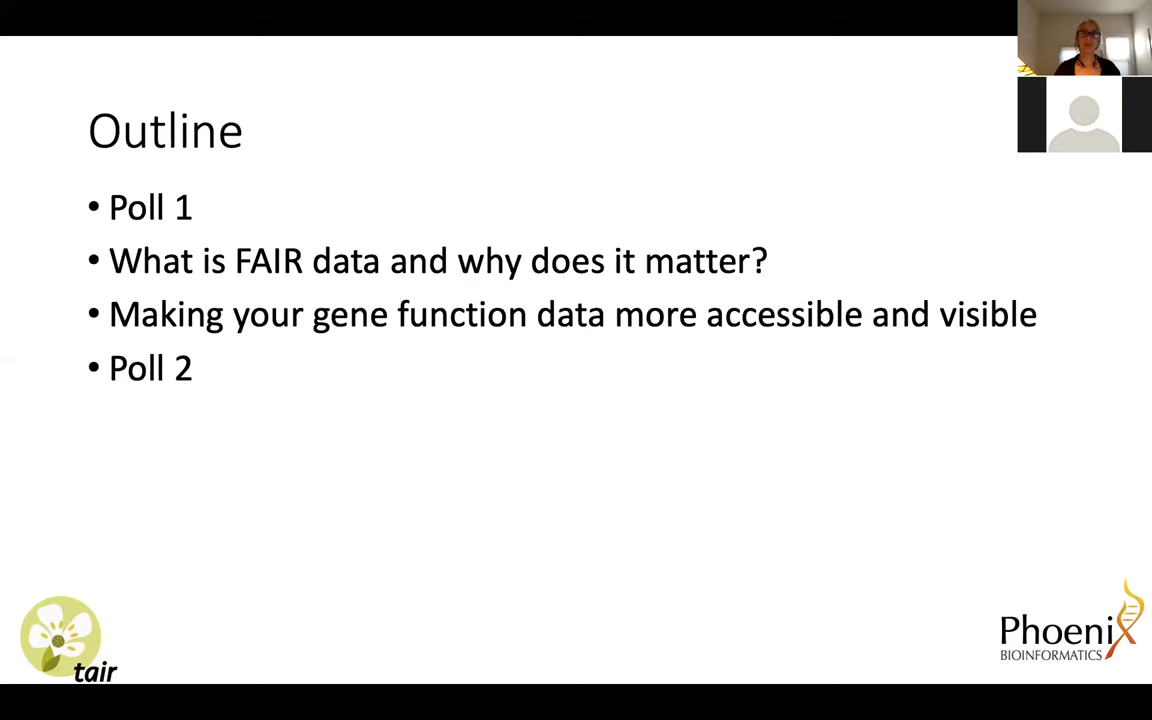 Outline
• Poll 1
• What is FAIR data and why does it matter?
• Making your gene function data more accessible and visible
• Poll 2
tair
Phoenix
BIOINFORMATICS